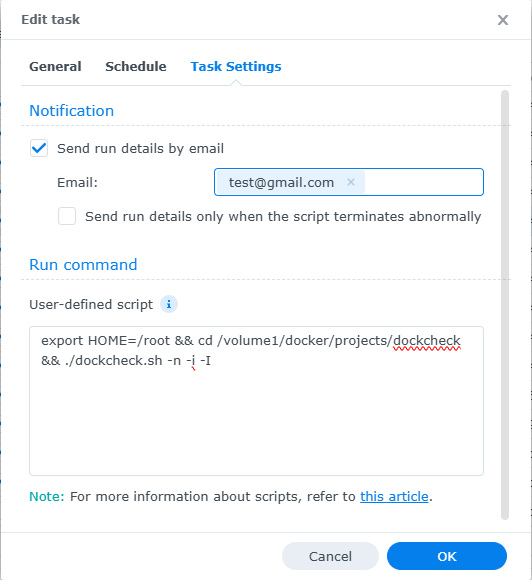 Edit task
General Schedule Task Settings
Notification
Send run details by email
Email: test@gmail.com
Send run details only when the script terminates abnormally
Run command
User-defined script
export HOME=/root && cd /volume1/docker/projects/dockcheck
&& ./dockcheck.sh -n -i -I
Note: For more information about scripts, refer to this article.
Cancel OK